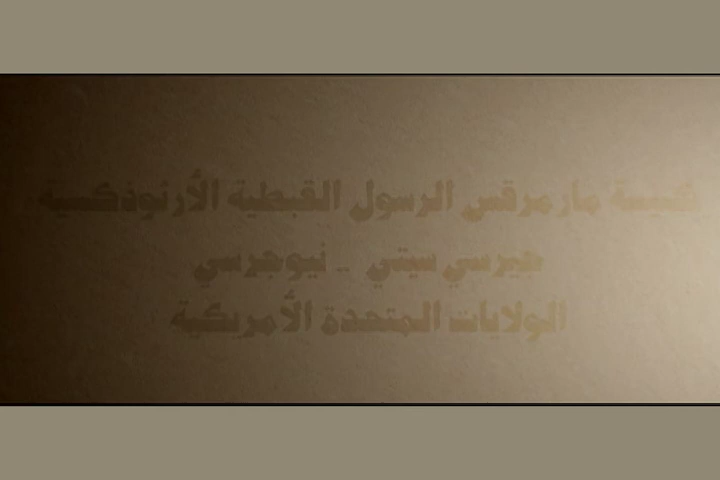 كنيسة مارمرقس الرسول القبطية الأرثوذكسية
جيرسي سيتي - نيوجرسي
الولايات المتحدة الأمريكية